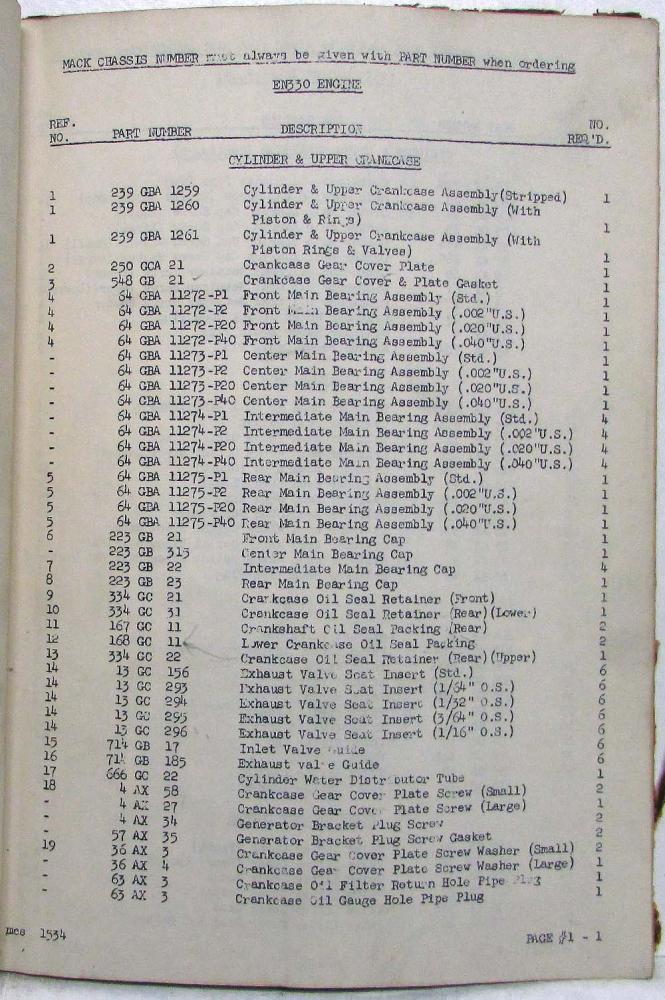 MACK CHASSIS NUMBER must always be given with PART NUMBER when ordering
EN330 ENGINE
REF. NO. PART NUMBER DESCRIPTION NO. REQ'D.
CYLINDER & UPPER CRANKCASE
1 239 GBA 1259 Cylinder & Upper Crankcase Assembly(Stripped) 1
1 239 GBA 1260 Cylinder & Upper Crankcase Assembly (With
Piston & Rings) 1
1 239 GBA 1261 Cylinder & Upper Crankcase Assembly (With
Piston Rings & Valves) 1
2 250 GCA 21 Crankcase Gear Cover Plate 1
3 548 GB 21 Crankcase Gear Cover & Plate Gasket 1
4 64 GBA 11272-P1 Front Main Bearing Assembly (Std.) 1
4 64 GBA 11272-P2 Front Main Bearing Assembly (.002"U.S.) 1
4 64 GBA 11272-P20 Front Main Bearing Assembly (.020"U.S.) 1
4 64 GBA 11272-P40 Front Main Bearing Assembly (.040"U.S.) 1
- 64 GBA 11273-P1 Center Main Bearing Assembly (Std.) 1
- 64 GBA 11273-P2 Center Main Bearing Assembly (.002"U.S.) 1
- 64 GBA 11273-P20 Center Main Bearing Assembly (.020"U.S.) 1
- 64 GBA 11273-P40 Center Main Bearing Assembly (.040"U.S.) 1
- 64 GBA 11274-P1 Intermediate Main Bearing Assembly (Std.) 4
- 64 GBA 11274-P2 Intermediate Main Bearing Assembly (.002"U.S.) 4
- 64 GBA 11274-P20 Intermediate Main Bearing Assembly (.020"U.S.) 4
- 64 GBA 11274-P40 Intermediate Main Bearing Assembly (.040"U.S.) 4
5 64 GBA 11275-P1 Rear Main Bearing Assembly (Std.) 1
5 64 GBA 11275-P2 Rear Main Bearing Assembly (.002"U.S.) 1
5 64 GBA 11275-P20 Rear Main Bearing Assembly (.020"U.S.) 1
5 64 GBA 11275-P40 Rear Main Bearing Assembly (.040"U.S.) 1
6 223 GB 21 Front Main Bearing Cap 1
- 223 GB 315 Center Main Bearing Cap 1
7 223 GB 22 Intermediate Main Bearing Cap 4
8 223 GB 23 Rear Main Bearing Cap 1
9 334 GC 21 Crankcase Oil Seal Retainer (Front) 1
10 334 GC 31 Crankcase Oil Seal Retainer (Rear)(Lower) 1
11 167 GC 11 Crankshaft Oil Seal Packing (Rear) 2
12 168 GC 11 Lower Crankcase Oil Seal Packing 2
13 334 GC 22 Crankcase Oil Seal Retainer (Rear)(Upper) 1
14 13 GC 156 Exhaust Valve Seat Insert (Std.) 6
14 13 GC 293 Exhaust Valve Seat Insert (1/64" O.S.) 6
14 13 GC 294 Exhaust Valve Seat Insert (1/32" O.S.) 6
14 13 GC 295 Exhaust Valve Seat Insert (3/64" O.S.) 6
14 13 GC 296 Exhaust Valve Seat Insert (1/16" O.S.) 6
15 714 GB 17 Inlet Valve Guide 6
16 714 GB 185 Exhaust valve Guide 6
17 666 GC 22 Cylinder Water Distributor Tube 1
18 4 AX 58 Crankcase Gear Cover Plate Screw (Small) 2
- 4 AX 27 Crankcase Gear Cover Plate Screw (Large) 1
- 4 AX 34 Generator Bracket Plug Screw 2
- 57 AX 35 Generator Bracket Plug Screw Gasket 2
19 36 AX 3 Crankcase Gear Cover Plate Screw Washer (Small) 2
- 36 AX 4 Crankcase Gear Cover Plate Screw Washer (Large) 1
- 63 AX 3 Crankcase Oil Filter Return Hole Pipe Plug 1
- 63 AX 3 Crankcase Oil Gauge Hole Pipe Plug 1
mcs 1534 PAGE #1 - 1